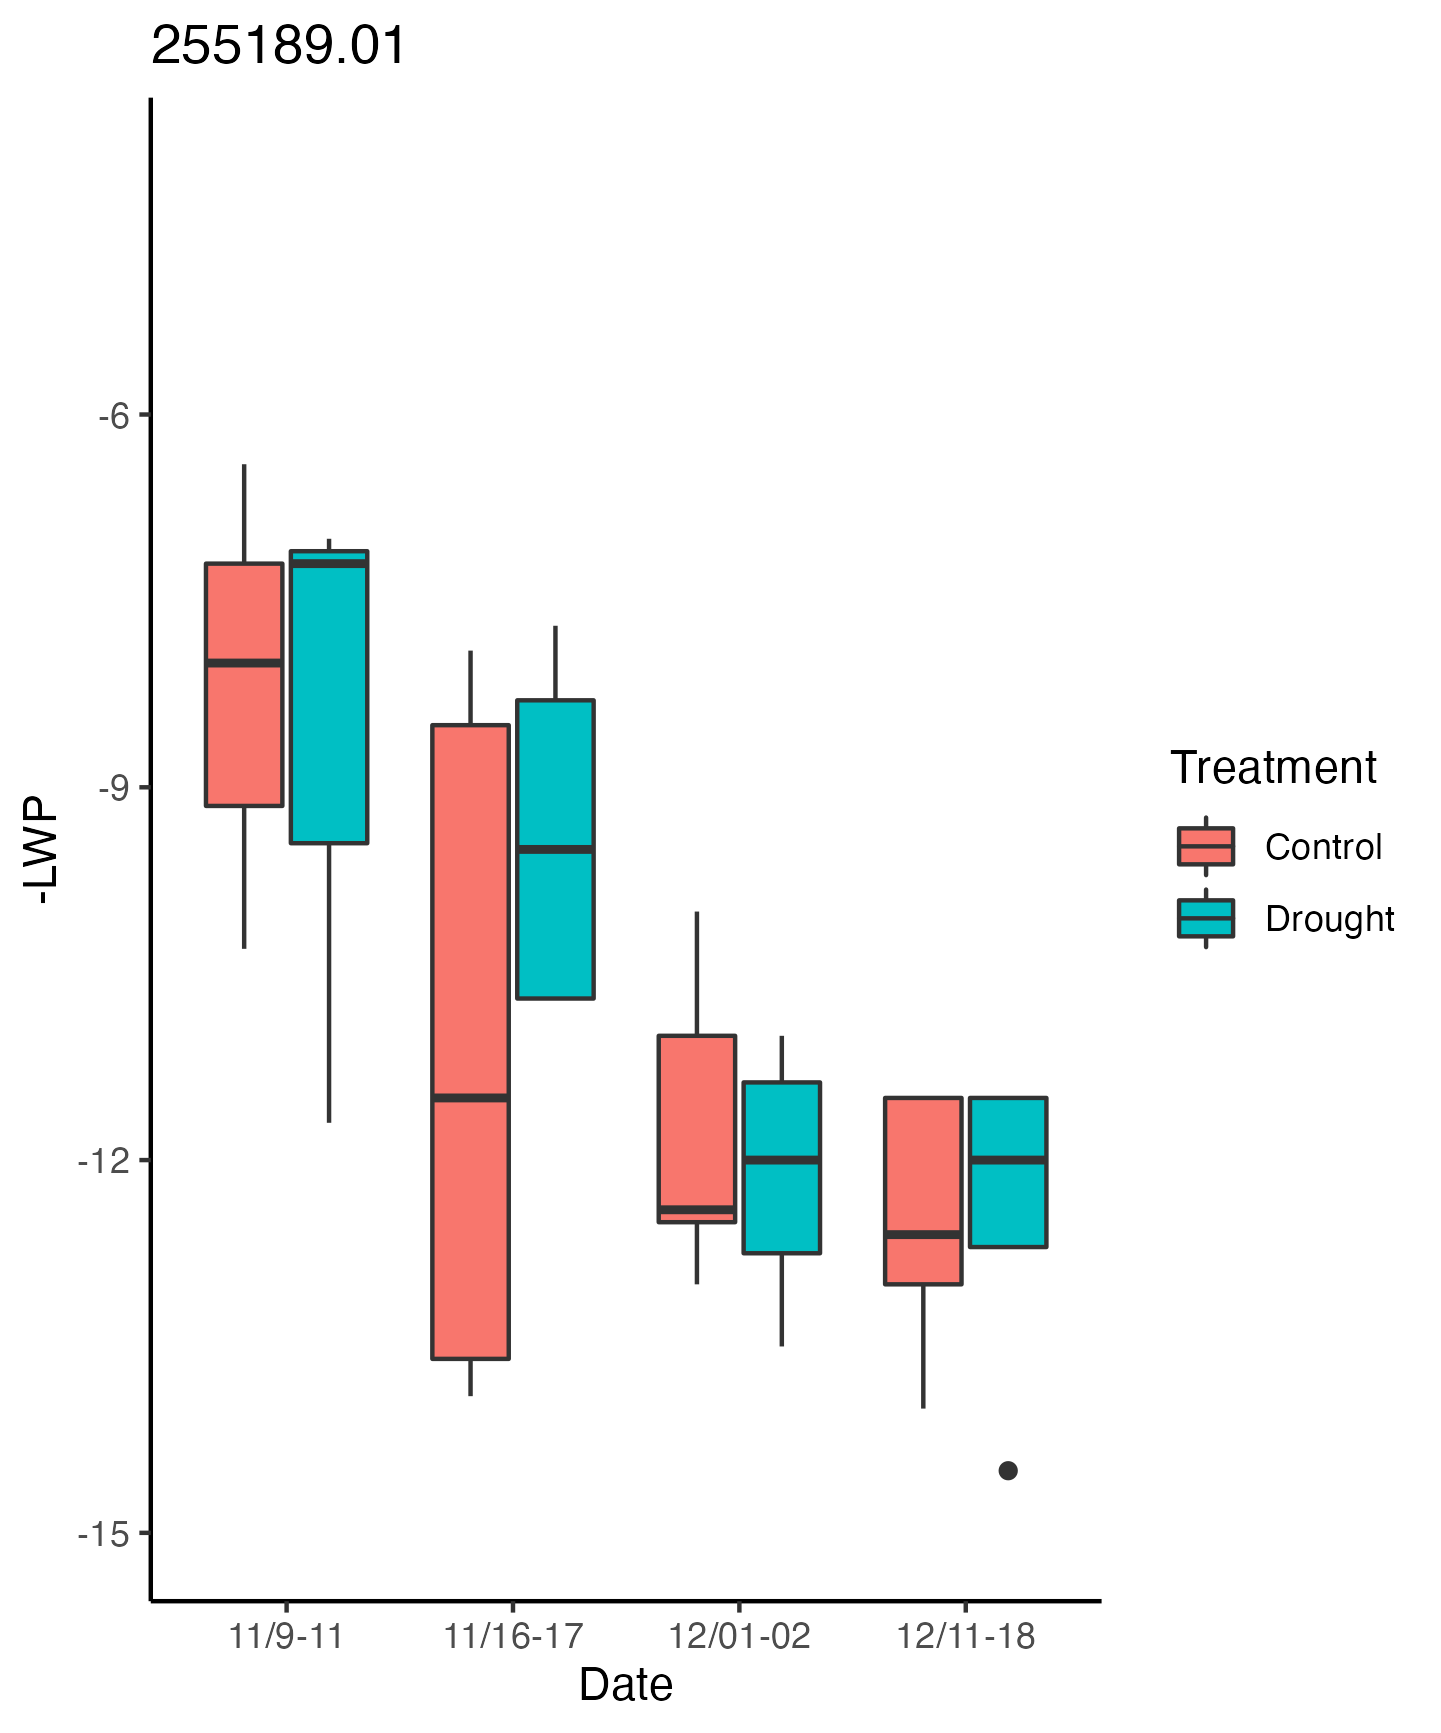 255189.01
-6
-9
-12
-15
-LWP
11/9-11
11/16-17
12/01-02
12/11-18
Date
Treatment
Control
Drought